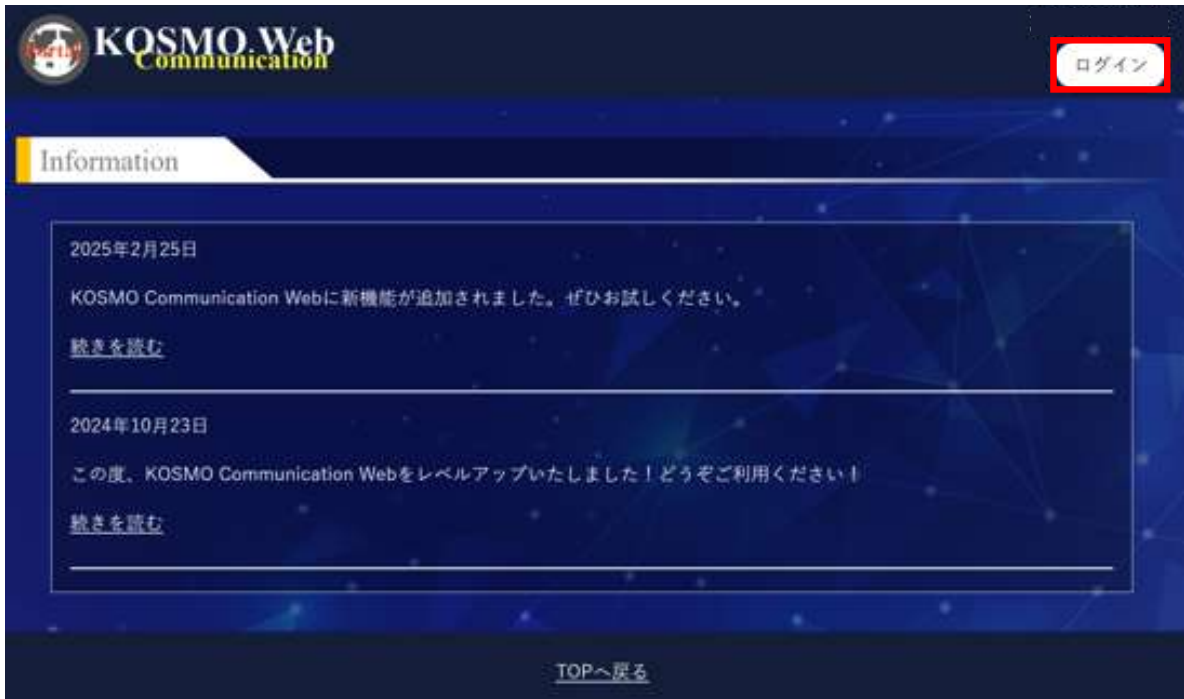 KOSMO.Web
Communication
ログイン
Information
2025年2月25日
KOSMO Communication Webに新機能が追加されました。ぜひお試しください。
続きを読む
2024年10月23日
この度、KOSMO Communication Webをレベルアップいたしました！どうぞご利用ください！
続きを読む
TOPへ戻る